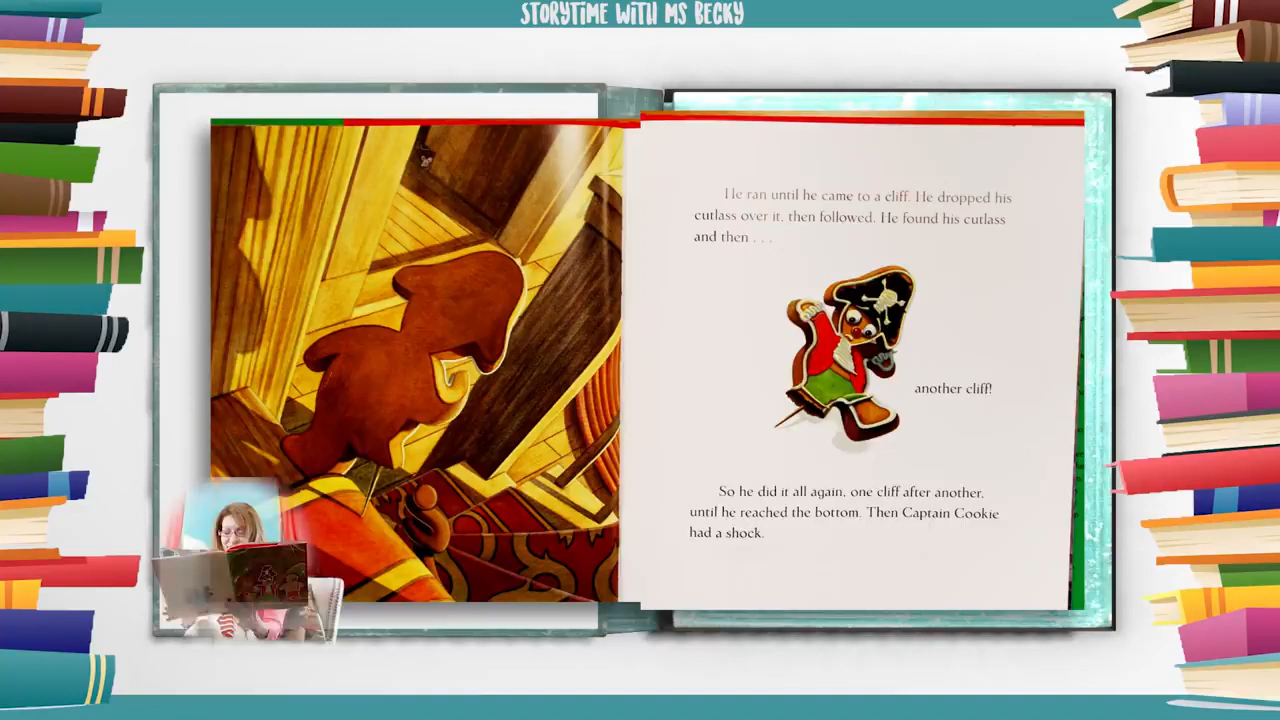 STORYTIME WITH MS BECKY
He ran until he came to a cliff. He dropped his
cutlass over it, then followed. He found his cutlass
and then . . .
another cliff!
So he did it all again, one cliff after another,
until he reached the bottom. Then Captain Cookie
had a shock.